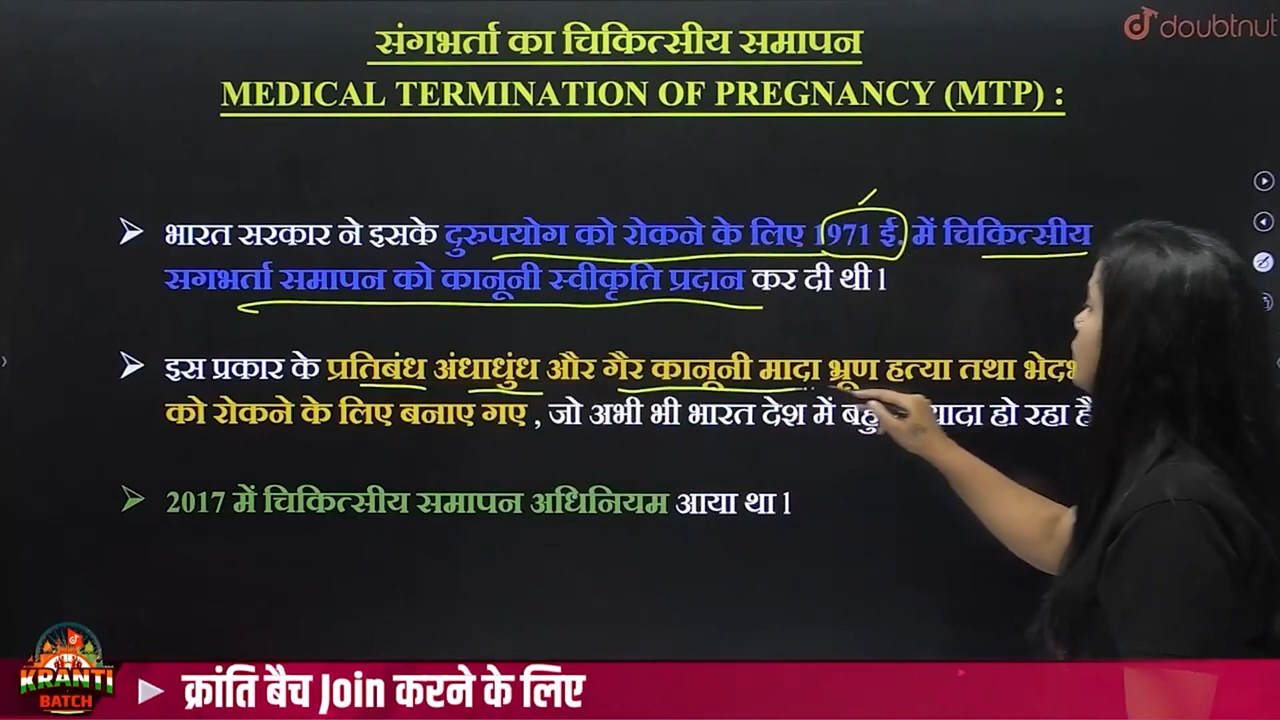 doubtnut
संगभर्ता का चिकित्सीय समापन
MEDICAL TERMINATION OF PREGNANCY (MTP) :
भारत सरकार ने इसके दुरुपयोग को रोकने के लिए 1971 ई. में चिकित्सीय
सगभर्ता समापन को कानूनी स्वीकृति प्रदान कर दी थी l
इस प्रकार के प्रतिबंध अंधाधुंध और गैर कानूनी मादा भ्रूण हत्या तथा
को रोकने के लिए बनाए गए , जो अभी भी भारत देश में हो रहा है
2017 में चिकित्सीय समापन अधिनियम आया था l
KRANTI
BATCH
क्रांति बैच Join करने के लिए